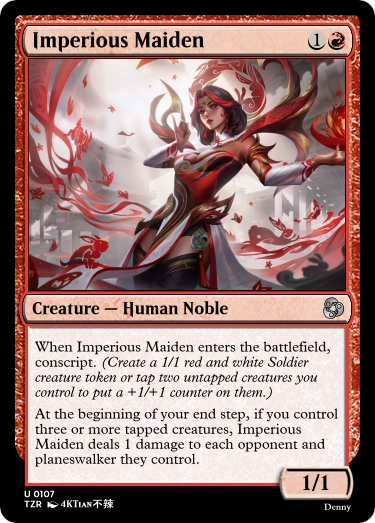 Imperious Maiden 1
Creature — Human Noble
When Imperious Maiden enters the battlefield,
conscript. (Create a 1/1 red and white Soldier
creature token or tap two untapped creatures you
control to put a +1/+1 counter on them.)
At the beginning of your end step, if you control
three or more tapped creatures, Imperious
Maiden deals 1 damage to each opponent and
planeswalker they control.
1/1
U 0107
TZR 4KTIAN不辣
Denny